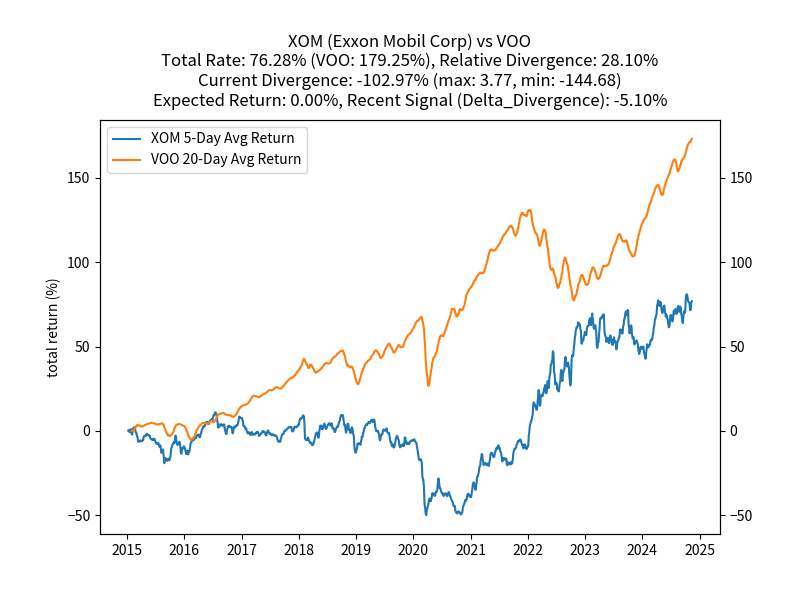 XOM (Exxon Mobil Corp) vs VOO
Total Rate: 76.28% (VOO: 179.25%), Relative Divergence: 28.10%
Current Divergence: -102.97% (max: 3.77, min: -144.68)
Expected Return: 0.00%, Recent Signal (Delta_Divergence): -5.10%
XOM 5-Day Avg Return
VOO 20-Day Avg Return
total return (%)
150 150
100 100
50 50
0 0
−50 −50
2015 2016 2017 2018 2019 2020 2021 2022 2023 2024 2025